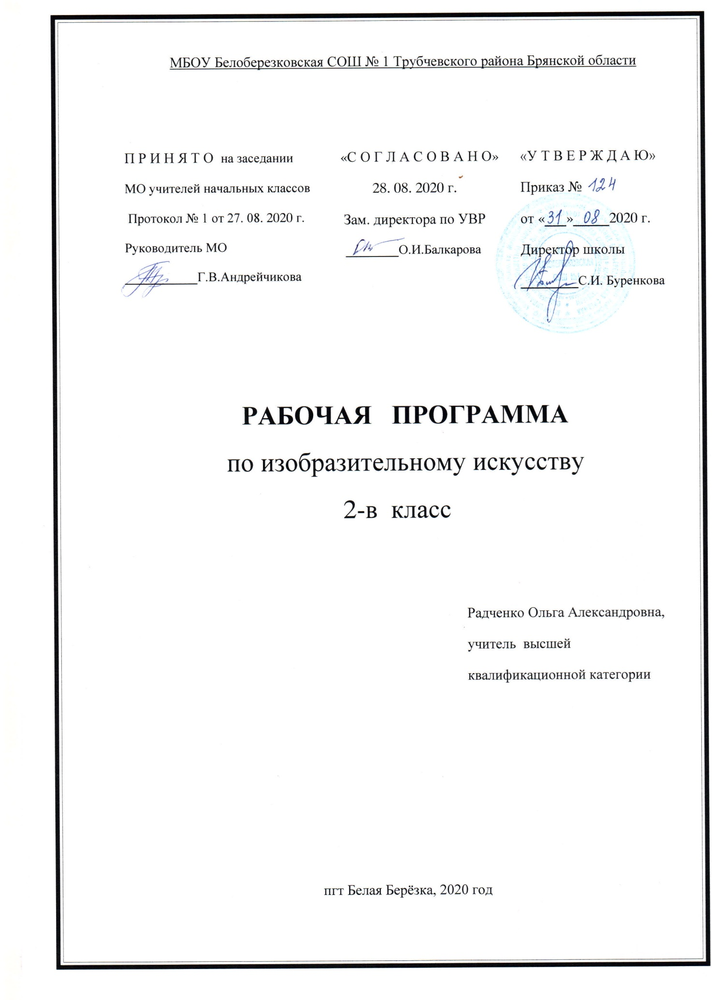 МБОУ Белоберезковская СОШ № 1 Трубчевского района Брянской области
П Р И Н Я Т О на заседании
МО учителей начальных классов
Протокол № 1 от 27. 08. 2020 г.
Руководитель МО
____________Г.В.Андрейчикова
«С О Г Л А С О В А Н О»
28. 08. 2020 г.
Зам. директора по УВР
________О.И.Балкарова
«У Т В Е Р Ж Д А Ю»
Приказ № 124
от «31» 08 2020 г.
Директор школы
_________С.И. Буренкова
РАБОЧАЯ ПРОГРАММА
по изобразительному искусству
2-в класс
Радченко Ольга Александровна,
учитель высшей
квалификационной категории
пгт Белая Берёзка, 2020 год